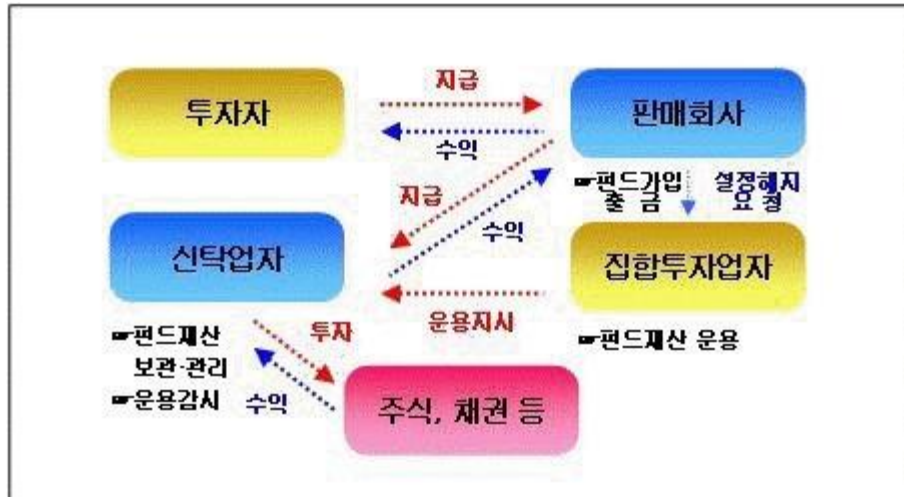 지급
투자자
판매회사
수익
☞펀드가입
출 금
설정해지
요 청
지급
수익
신탁업자
집합투자업자
운용지시
☞펀드재산
보관·관리
☞운용감시
투자
☞펀드재산 운용
수익
주식, 채권 등